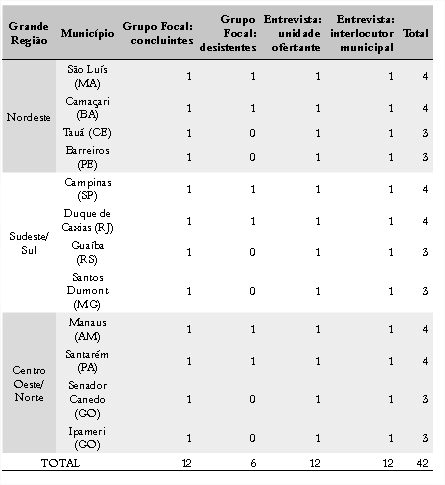 Grande Região Município Grupo Focal: concluintes Grupo Focal: desistentes Entrevista: unidade ofertante Entrevista: interlocutor municipal Total
Nordeste
São Luís (MA) 1 1 1 1 4
Camaçari (BA) 1 1 1 1 4
Tauá (CE) 1 0 1 1 3
Barreiros (PE) 1 0 1 1 3
Sudeste/ Sul
Campinas (SP) 1 1 1 1 4
Duque de Caxias (RJ) 1 1 1 1 4
Guaíba (RS) 1 0 1 1 3
Santos Dumont (MG) 1 0 1 1 3
Centro Oeste/ Norte
Manaus (AM) 1 1 1 1 4
Santarém (PA) 1 1 1 1 4
Senador Canedo (GO) 1 0 1 1 3
Ipameri (GO) 1 0 1 1 3
TOTAL 12 6 12 12 42